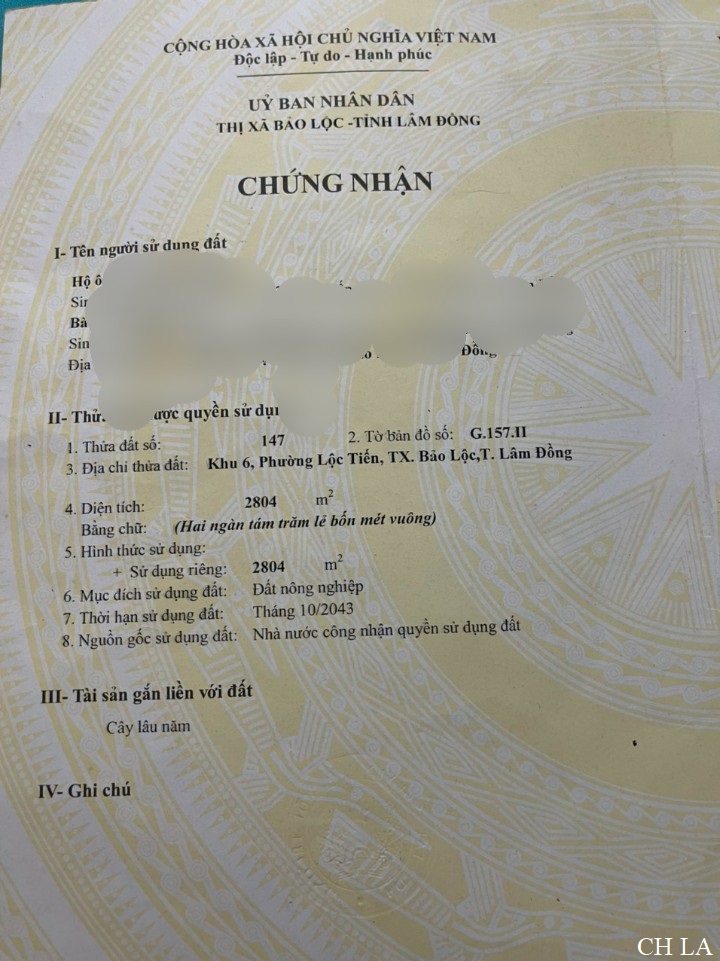 CỘNG HÒA XÃ HỘI CHỦ NGHĨA VIỆT NAM
Độc lập - Tự do - Hạnh phúc
UỶ BAN NHÂN DÂN
THỊ XÃ BẢO LỘC -TỈNH LÂM ĐỒNG
CHỨNG NHẬN
I- Tên người sử dụng đất
Hộ ô
Sin
Bà
Sin
Địa
II- Thử ược quyền sử dụ
1. Thửa đất số: 147 2. Tờ bản đồ số: G.157.II
3. Địa chỉ thửa đất: Khu 6, Phường Lộc Tiến, TX. Bảo Lộc,T. Lâm Đồng
4. Diện tích: 2804 m²
Bằng chữ: (Hai ngàn tám trăm lẻ bốn mét vuông)
5. Hình thức sử dụng:
+ Sử dụng riêng: 2804 m²
6. Mục đích sử dụng đất: Đất nông nghiệp
7. Thời hạn sử dụng đất: Tháng 10/2043
8. Nguồn gốc sử dụng đất: Nhà nước công nhận quyền sử dụng đất
III- Tài sản gắn liền với đất
Cây lâu năm
IV- Ghi chú
CH LA